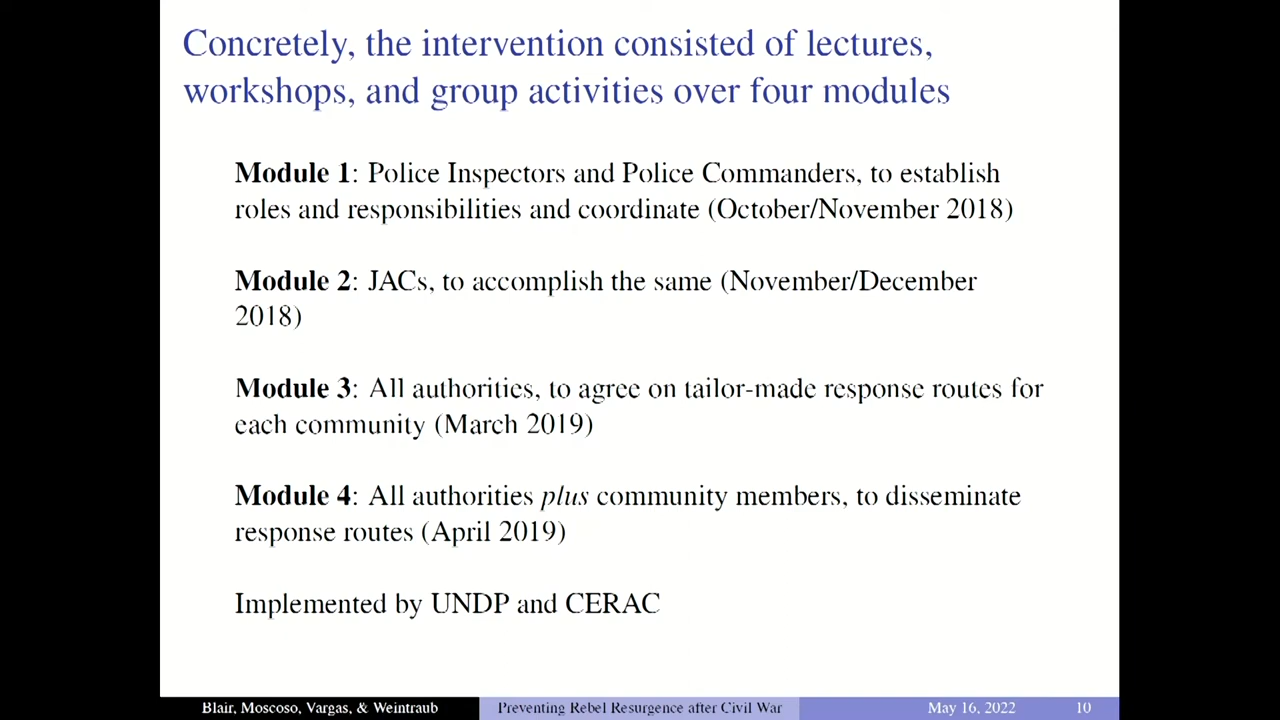 Concretely, the intervention consisted of lectures,
workshops, and group activities over four modules
Module 1: Police Inspectors and Police Commanders, to establish
roles and responsibilities and coordinate (October/November 2018)
Module 2: JACs, to accomplish the same (November/December
2018)
Module 3: All authorities, to agree on tailor-made response routes for
each community (March 2019)
Module 4: All authorities plus community members, to disseminate
response routes (April 2019)
Implemented by UNDP and CERAC
Blair, Moscoso, Vargas, & Weintraub Preventing Rebel Resurgence after Civil War May 16, 2022 10